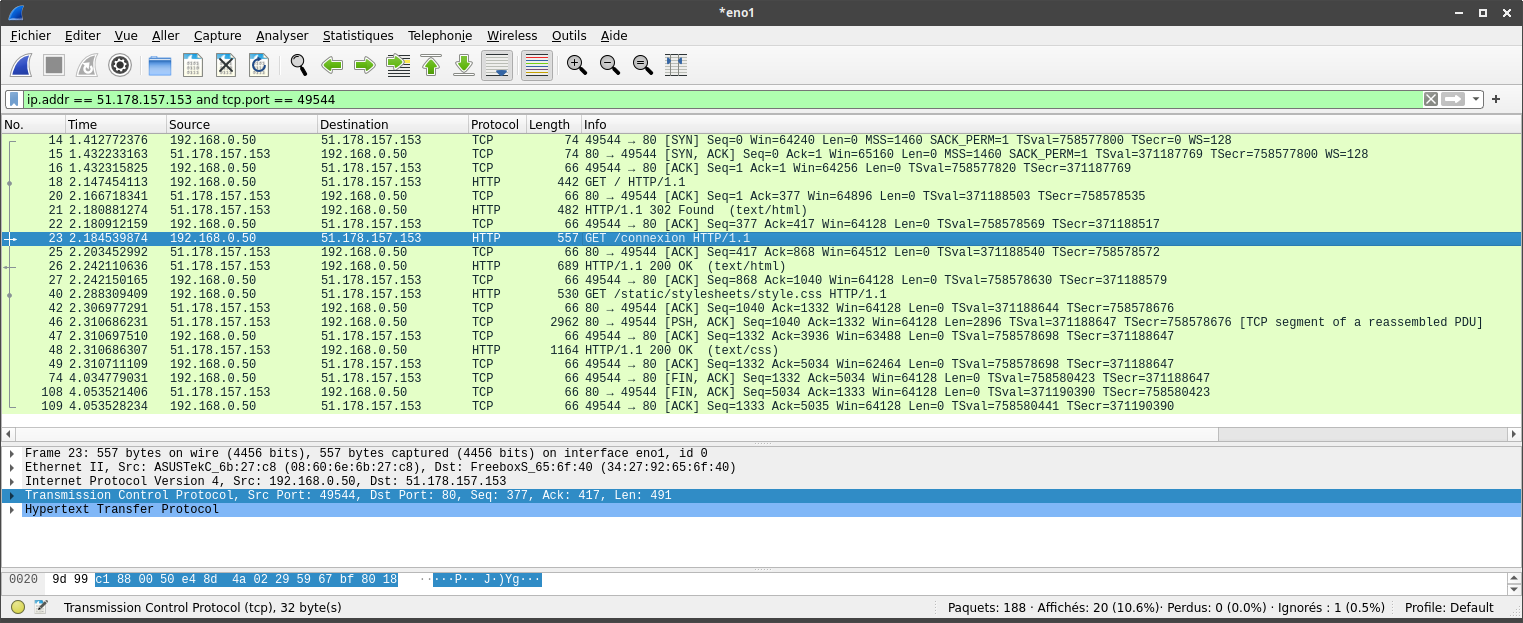 *eno1
Fichier Editer Vue Aller Capture Analyser Statistiques Telephonie Wireless Outils Aide
ip.addr == 51.178.157.153 and tcp.port == 49544
No. Time Source Destination Protocol Length Info
14 1.412772376 192.168.0.50 51.178.157.153 TCP 74 49544 → 80 [SYN] Seq=0 Win=64240 Len=0 MSS=1460 SACK_PERM=1 TSval=758577800 TSecr=0 WS=128
15 1.432233163 51.178.157.153 192.168.0.50 TCP 74 80 → 49544 [SYN, ACK] Seq=0 Ack=1 Win=65160 Len=0 MSS=1460 SACK_PERM=1 TSval=371187769 TSecr=758577800 WS=128
16 1.432315825 192.168.0.50 51.178.157.153 TCP 66 49544 → 80 [ACK] Seq=1 Ack=1 Win=64256 Len=0 TSval=758577820 TSecr=371187769
18 2.147454113 192.168.0.50 51.178.157.153 HTTP 442 GET / HTTP/1.1
20 2.166718341 51.178.157.153 192.168.0.50 TCP 66 80 → 49544 [ACK] Seq=1 Ack=377 Win=64896 Len=0 TSval=371188503 TSecr=758578535
21 2.180881274 51.178.157.153 192.168.0.50 HTTP 482 HTTP/1.1 302 Found (text/html)
22 2.180912159 192.168.0.50 51.178.157.153 TCP 66 49544 → 80 [ACK] Seq=377 Ack=417 Win=64128 Len=0 TSval=758578569 TSecr=371188517
23 2.184539874 192.168.0.50 51.178.157.153 HTTP 557 GET /connexion HTTP/1.1
25 2.203452992 51.178.157.153 192.168.0.50 TCP 66 80 → 49544 [ACK] Seq=417 Ack=868 Win=64512 Len=0 TSval=371188540 TSecr=758578572
26 2.242110636 51.178.157.153 192.168.0.50 HTTP 689 HTTP/1.1 200 OK (text/html)
27 2.242150165 192.168.0.50 51.178.157.153 TCP 66 49544 → 80 [ACK] Seq=868 Ack=1040 Win=64128 Len=0 TSval=758578630 TSecr=371188579
40 2.288309409 192.168.0.50 51.178.157.153 HTTP 530 GET /static/stylesheets/style.css HTTP/1.1
42 2.306977291 51.178.157.153 192.168.0.50 TCP 66 80 → 49544 [ACK] Seq=1040 Ack=1332 Win=64128 Len=0 TSval=371188644 TSecr=758578676
46 2.310686231 51.178.157.153 192.168.0.50 TCP 2962 80 → 49544 [PSH, ACK] Seq=1040 Ack=1332 Win=64128 Len=2896 TSval=371188647 TSecr=758578676 [TCP segment of a reassembled PDU]
47 2.310697510 192.168.0.50 51.178.157.153 TCP 66 49544 → 80 [ACK] Seq=1332 Ack=3936 Win=63488 Len=0 TSval=758578698 TSecr=371188647
48 2.310686307 51.178.157.153 192.168.0.50 HTTP 1164 HTTP/1.1 200 OK (text/css)
49 2.310711109 192.168.0.50 51.178.157.153 TCP 66 49544 → 80 [ACK] Seq=1332 Ack=5034 Win=62464 Len=0 TSval=758578698 TSecr=371188647
74 4.034779031 192.168.0.50 51.178.157.153 TCP 66 49544 → 80 [FIN, ACK] Seq=1332 Ack=5034 Win=64128 Len=0 TSval=758580423 TSecr=371188647
108 4.053521406 51.178.157.153 192.168.0.50 TCP 66 80 → 49544 [FIN, ACK] Seq=5034 Ack=1333 Win=64128 Len=0 TSval=371190390 TSecr=758580423
109 4.053528234 192.168.0.50 51.178.157.153 TCP 66 49544 → 80 [ACK] Seq=1333 Ack=5035 Win=64128 Len=0 TSval=758580441 TSecr=371190390
Frame 23: 557 bytes on wire (4456 bits), 557 bytes captured (4456 bits) on interface eno1, id 0
Ethernet II, Src: ASUSTekC_6b:27:c8 (08:60:6e:6b:27:c8), Dst: FreeboxS_65:6f:40 (34:27:92:65:6f:40)
Internet Protocol Version 4, Src: 192.168.0.50, Dst: 51.178.157.153
Transmission Control Protocol, Src Port: 49544, Dst Port: 80, Seq: 377, Ack: 417, Len: 491
Hypertext Transfer Protocol
0020 9d 99 c1 88 00 50 e4 8d 4a 02 29 59 67 bf 80 18 ·····P·· J·)Yg···
Transmission Control Protocol (tcp), 32 byte(s) Paquets: 188 · Affichés: 20 (10.6%)· Perdus: 0 (0.0%) · Ignorés : 1 (0.5%) Profile: Default